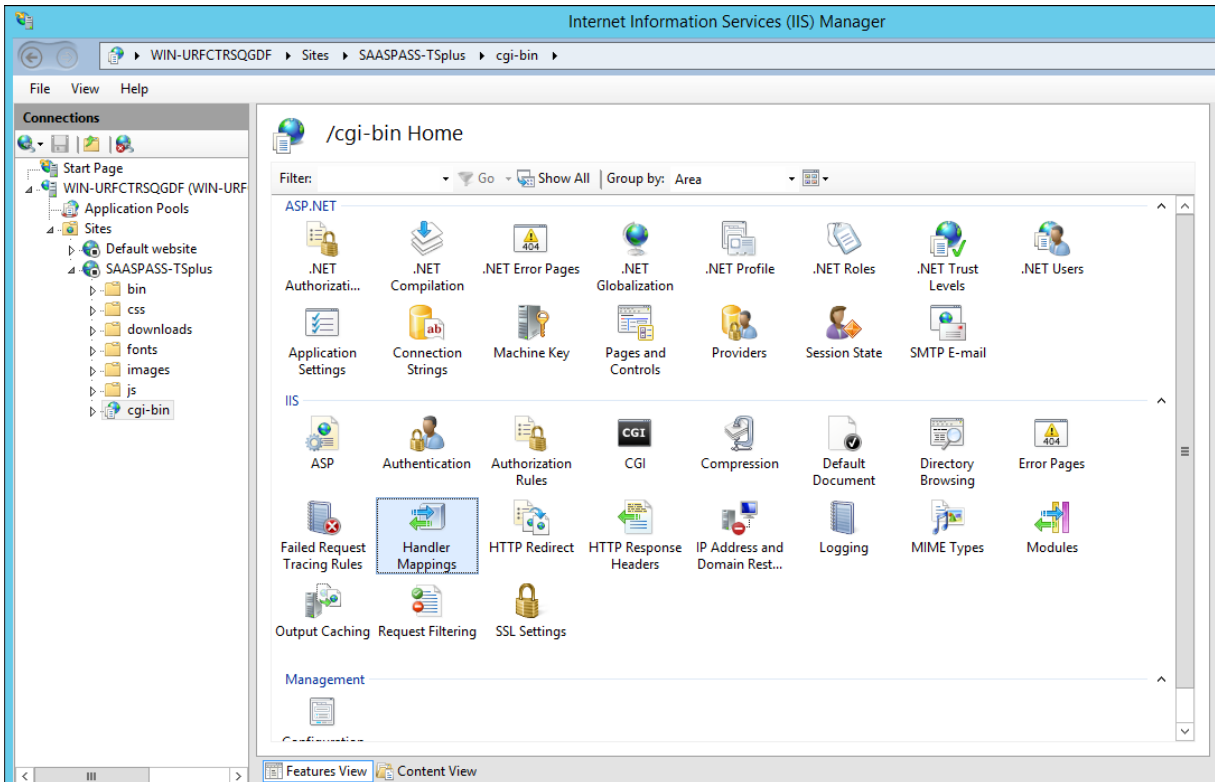 Internet Information Services (IIS) Manager
WIN-URFCTRSQGDF Sites SAASPASS-TSplus cgi-bin
File View Help
Connections
Start Page
WIN-URFCTRSQGDF (WIN-URF
Application Pools
Sites
Default website
SAASPASS-TSplus
bin
css
downloads
fonts
images
js
cgi-bin
/cgi-bin Home
Filter: Go Show All Group by: Area
ASP.NET
.NET Authorizati...
.NET Compilation
404
.NET Error Pages
.NET Globalization
.NET Profile
.NET Roles
.NET Trust Levels
.NET Users
Application Settings
ab
Connection Strings
Machine Key
Pages and Controls
Providers
Session State
SMTP E-mail
IIS
ASP
Authentication
Authorization Rules
CGI
CGI
Compression
Default Document
Directory Browsing
404
Error Pages
Failed Request Tracing Rules
Handler Mappings
HTTP Redirect
HTTP Response Headers
IP Address and Domain Rest...
Logging
MIME Types
Modules
Output Caching
Request Filtering
SSL Settings
Management
Features View Content View